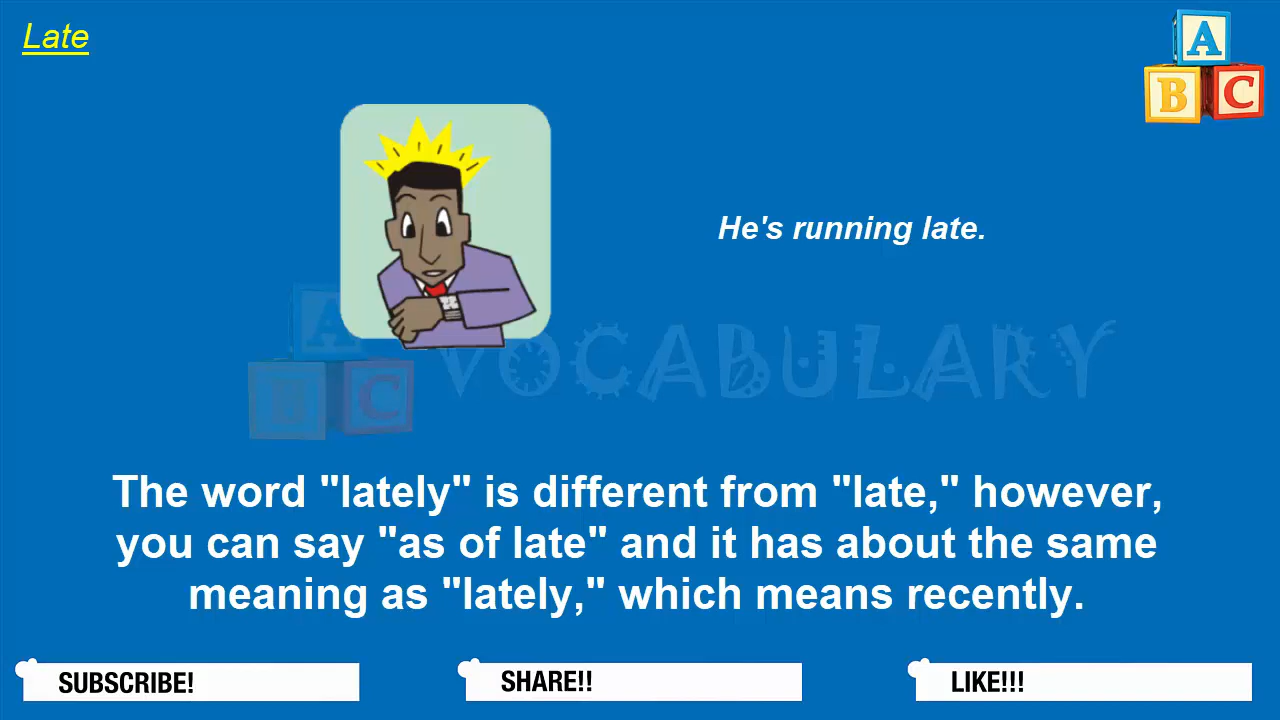 Late
A
B C
He's running late.
A
B C
VOCABULARY
The word "lately" is different from "late," however,
you can say "as of late" and it has about the same
meaning as "lately," which means recently.
SUBSCRIBE!
SHARE!!
LIKE!!!